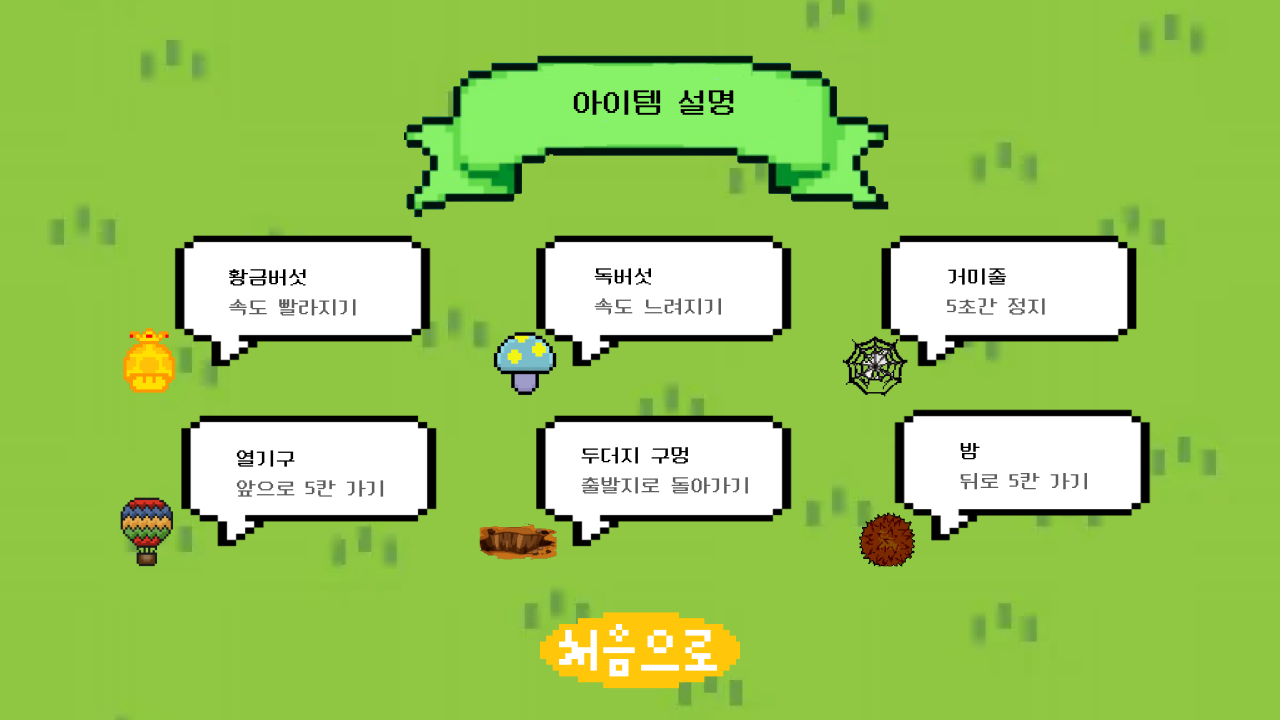 아이템 설명
황금버섯
속도 빨라지기
독버섯
속도 느려지기
거미줄
5초간 정지
열기구
앞으로 5칸 가기
두더지 구멍
출발지로 돌아가기
밤
뒤로 5칸 가기
처음으로